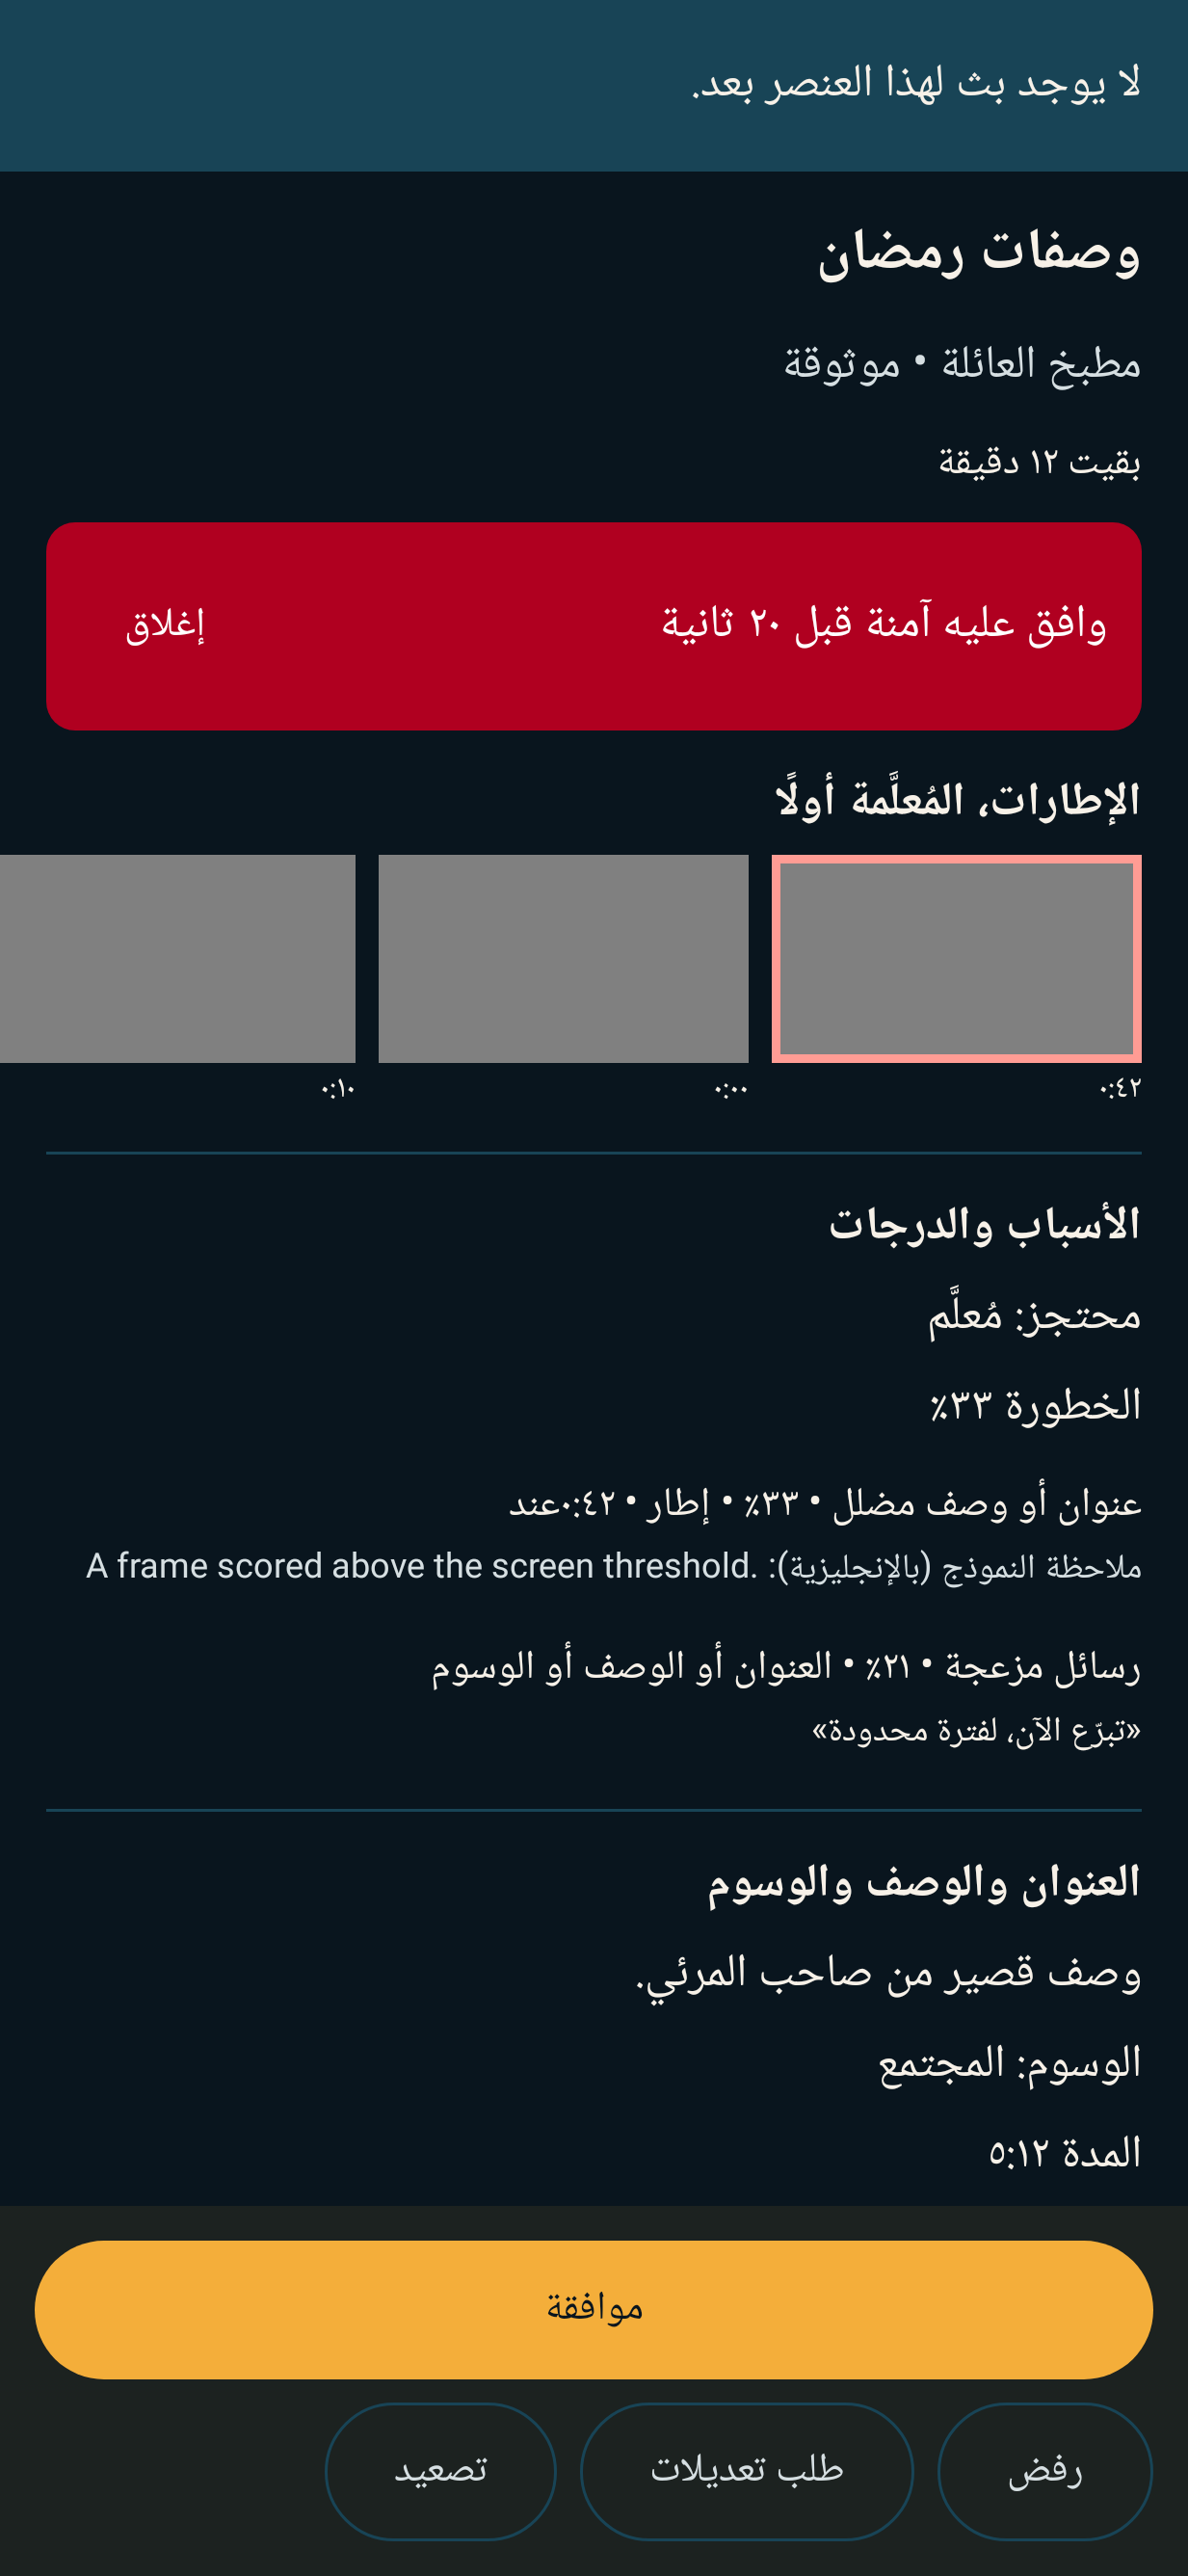 لا يوجد بث لهذا العنصر بعد.
وصفات رمضان
مطبخ العائلة • موثوقة
بقيت ١٢ دقيقة
وافق عليه آمنة قبل ٢٠ ثانية
إغلاق
الإطارات، المُعلَّمة أولًا
٠:٤٢
٠:٠٠
٠:١٠
الأسباب والدرجات
محتجز: مُعلَّم
الخطورة ٣٣٪
عنوان أو وصف مضلل • ٣٣٪ • إطار • ٠:٤٢عند
ملاحظة النموذج (بالإنجليزية): A frame scored above the screen threshold.
رسائل مزعجة • ٢١٪ • العنوان أو الوصف أو الوسوم
«تبرّع الآن، لفترة محدودة»
العنوان والوصف والوسوم
وصف قصير من صاحب المرئي.
الوسوم: المجتمع
المدة ٥:١٢
موافقة
رفض
طلب تعديلات
تصعيد